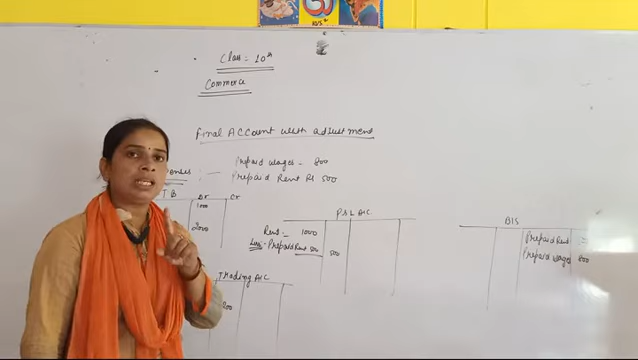 Class:- 10th
Commerce
Final Account with adjustment
Prepaid wages - 800
Prepaid Rent Rs 500
T B
Dr Cr
1000
2000
P&L A/C
Rent:- 1000
Less:- Prepaid Rent 500
500
Trading A/C
B/S
Prepaid Rent
Prepaid wages 800